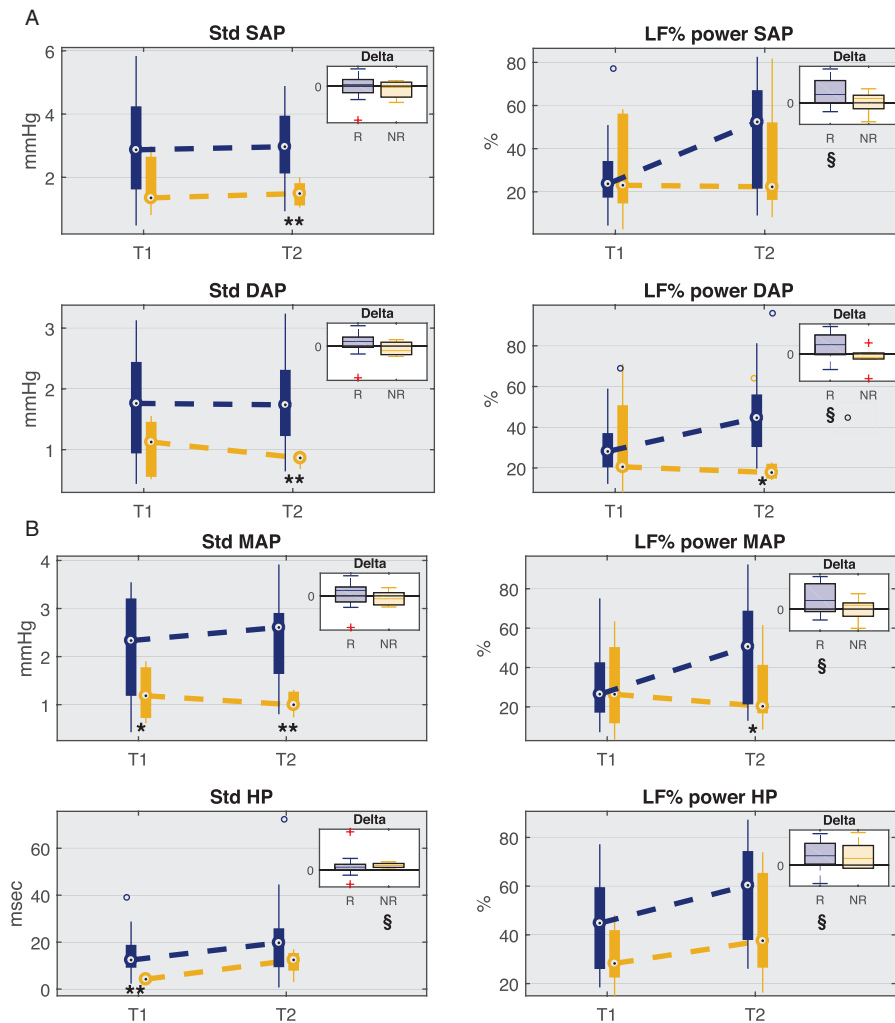 A
Std SAP
6
4
2
mmHg
T1
T2
**
Delta
0
R
NR
LF% power SAP
80
60
40
20
%
T1
T2
Delta
0
R
NR
§
Std DAP
3
2
1
mmHg
T1
T2
**
Delta
0
R
NR
LF% power DAP
80
60
40
20
%
T1
T2
*
Delta
0
R
NR
§
B
Std MAP
4
3
2
1
mmHg
T1
T2
*
**
Delta
0
R
NR
LF% power MAP
80
60
40
20
%
T1
T2
*
Delta
0
R
NR
§
Std HP
60
40
20
0
msec
T1
T2
**
Delta
0
R
NR
§
LF% power HP
80
60
40
20
%
T1
T2
Delta
0
R
NR
§